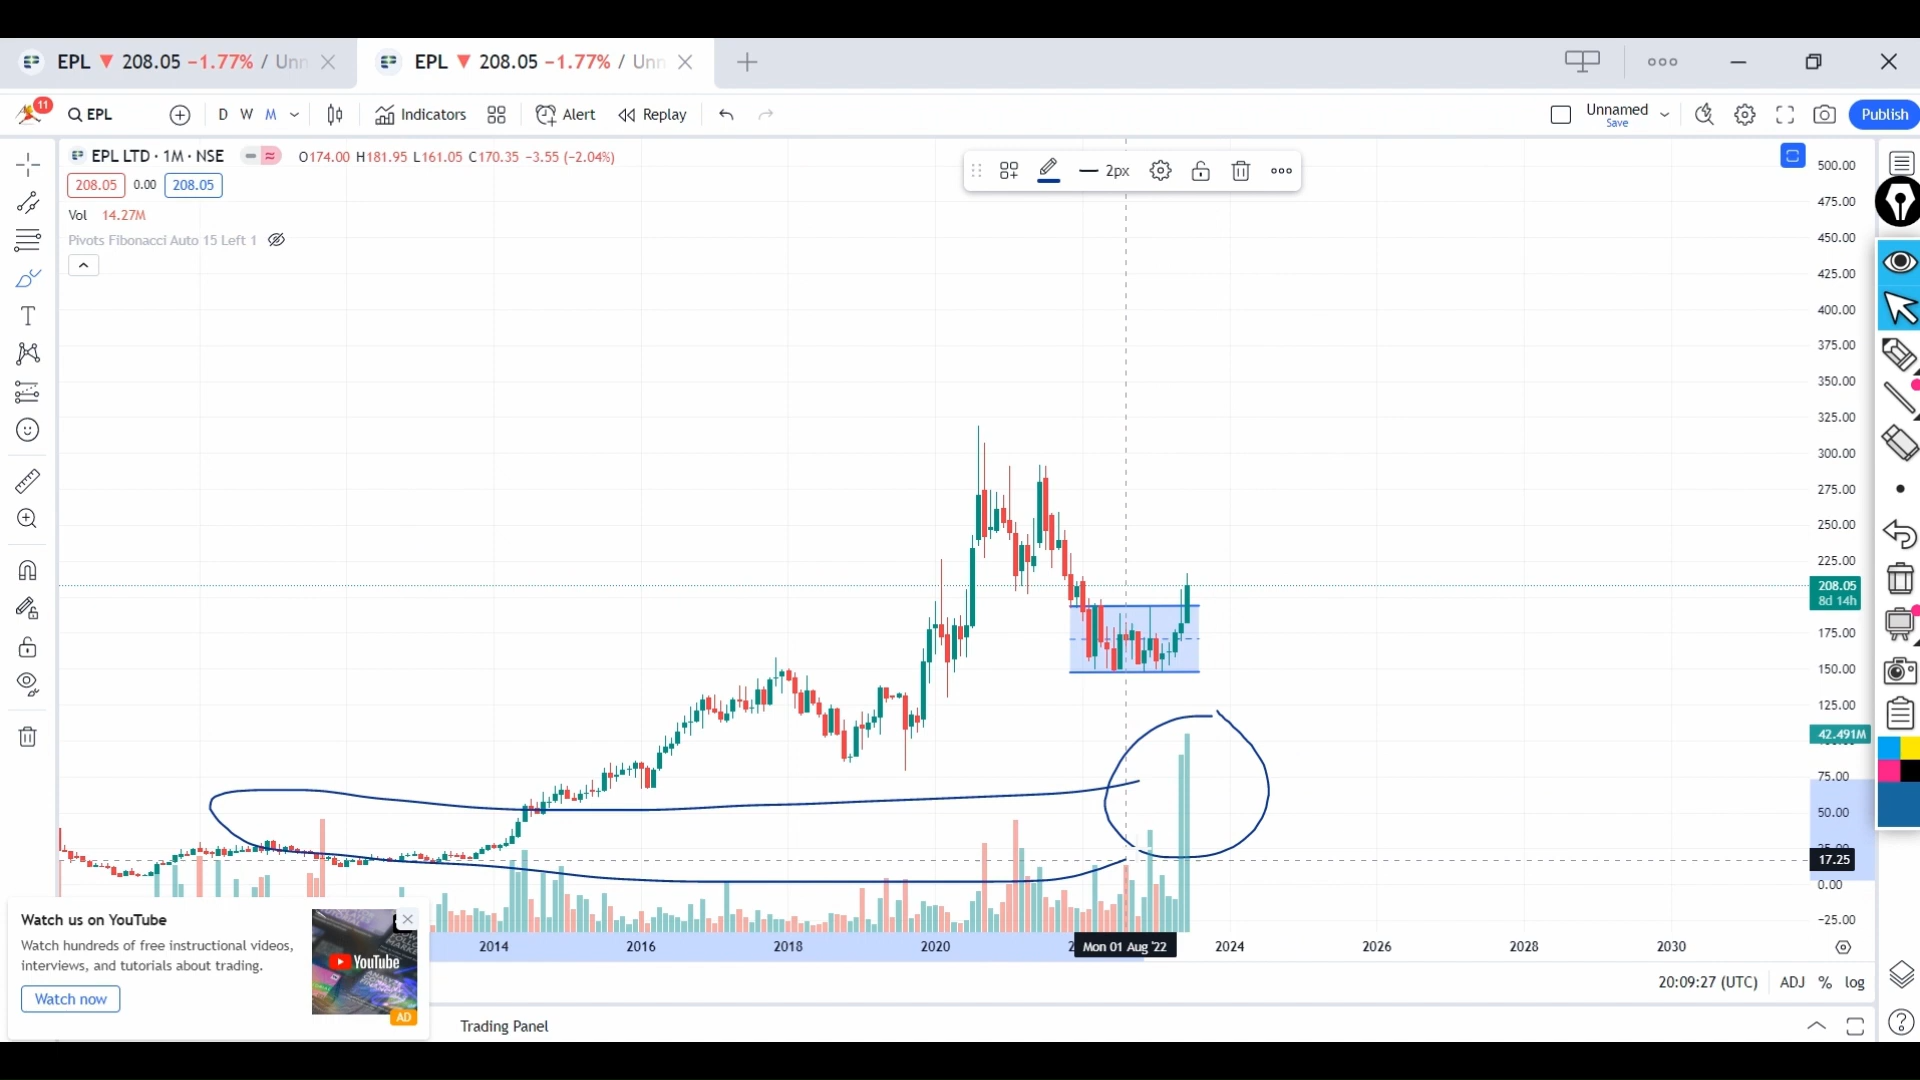 EPL ▼ 208.05 −1.77% / Unn
EPL ▼ 208.05 −1.77% / Unn
11
EPL
D W M
Indicators
Alert
Replay
Unnamed
Save
Publish
EPL LTD · 1M · NSE
O174.00 H181.95 L161.05 C170.35 −3.55 (−2.04%)
208.05 0.00 208.05
Vol 14.27M
Pivots Fibonacci Auto 15 Left 1
2px
500.00
475.00
450.00
425.00
400.00
375.00
350.00
325.00
300.00
275.00
250.00
225.00
208.05
8d 14h
175.00
150.00
125.00
42.491M
75.00
50.00
17.25
0.00
−25.00
2014 2016 2018 2020 Mon 01 Aug '22 2024 2026 2028 2030
Watch us on YouTube
Watch hundreds of free instructional videos,
interviews, and tutorials about trading.
Watch now
YouTube
AD
20:09:27 (UTC) ADJ % log
Trading Panel